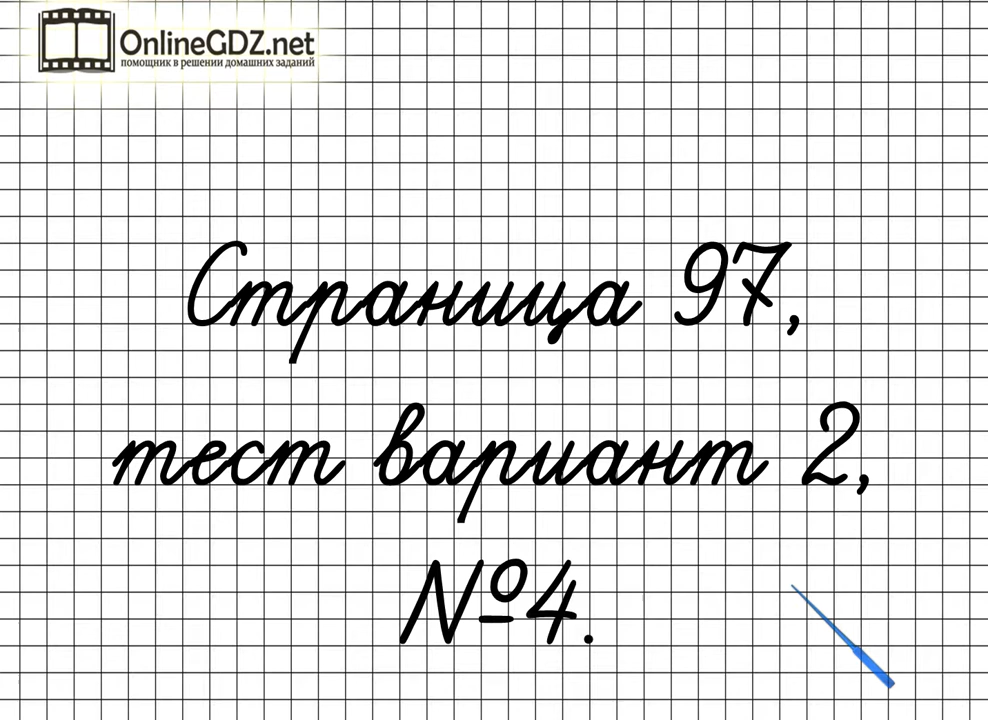 OnlineGDZ.net
помощник в решении домашних заданий
Страница 97,
тест вариант 2,
№4.